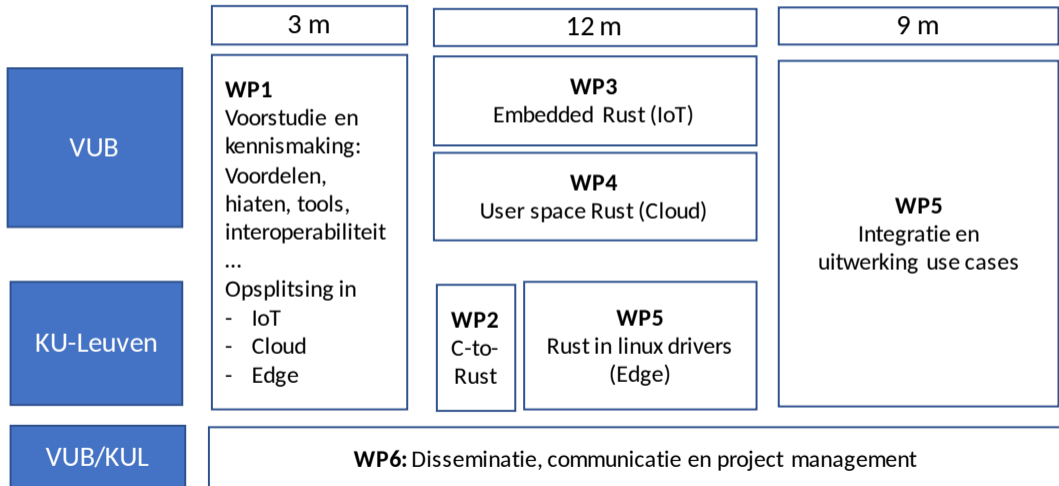 3 m
12 m
9 m
VUB
WP1
Voorstudie en
kennismaking:
Voordelen,
hiaten, tools,
interoperabiliteit
...
Opsplitsing in
- IoT
- Cloud
- Edge
WP3
Embedded Rust (IoT)
WP4
User space Rust (Cloud)
WP5
Integratie en
uitwerking use cases
KU-Leuven
WP2
C-to-
Rust
WP5
Rust in linux drivers
(Edge)
VUB/KUL
WP6: Disseminatie, communicatie en project management